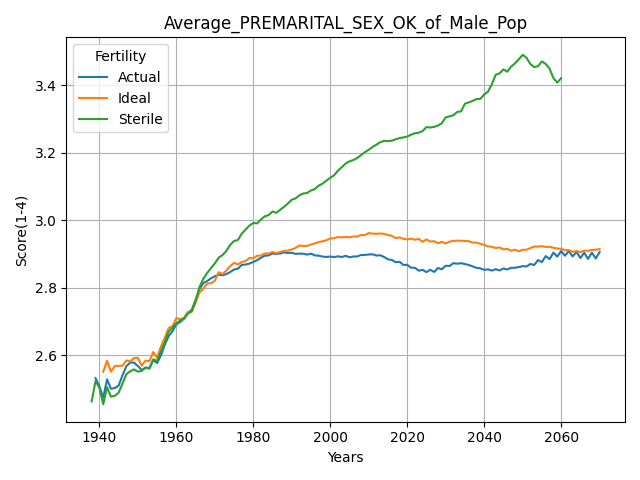 Average_PREMARITAL_SEX_OK_of_Male_Pop
Fertility
Actual
Ideal
Sterile
Score(1-4)
3.4
3.2
3.0
2.8
2.6
1940 1960 1980 2000 2020 2040 2060
Years